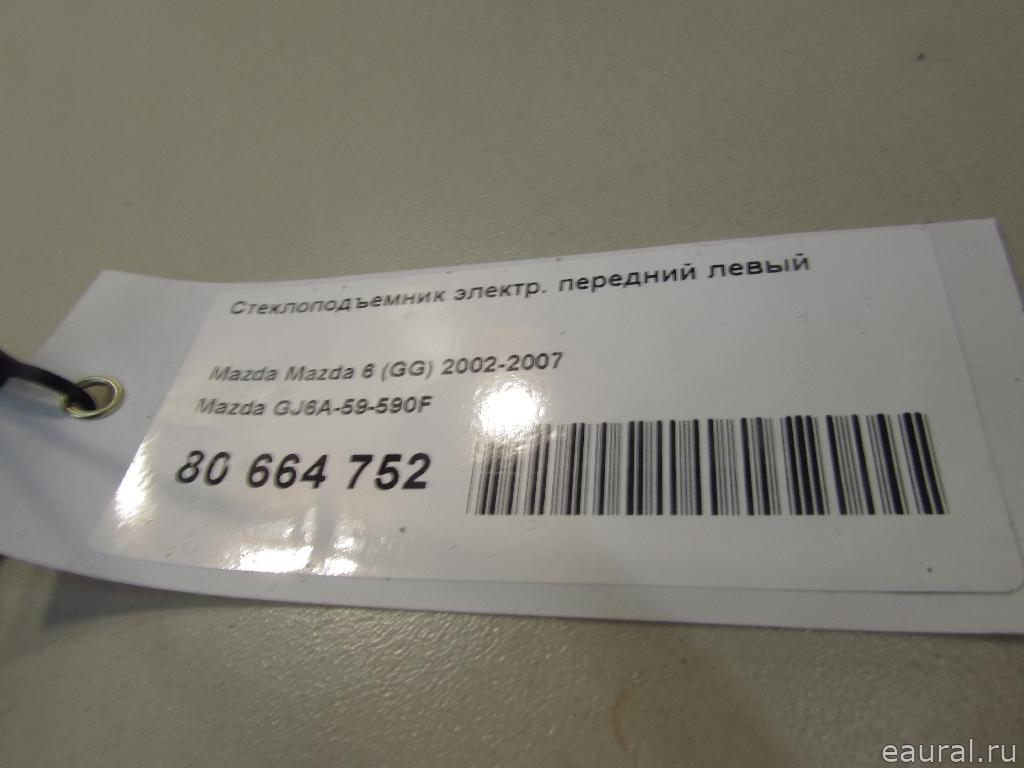 Стеклоподъемник электр. передний левый
Mazda Mazda 6 (GG) 2002-2007
Mazda GJ6A-59-590F
80 664 752
eaural.ru